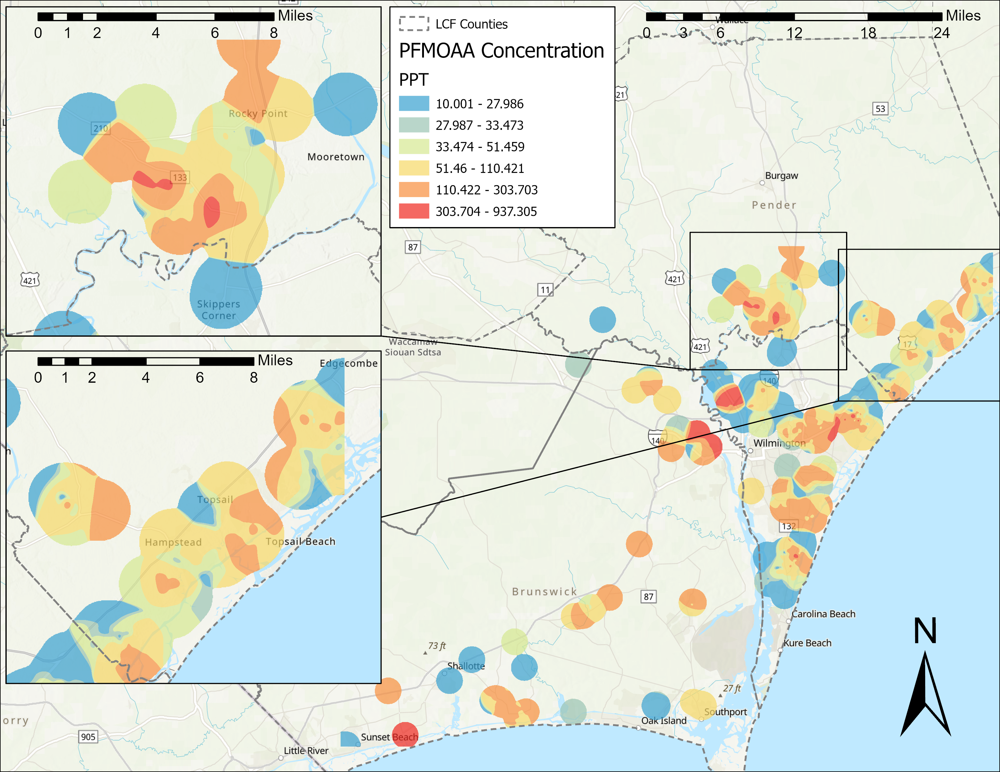 Miles
0 1 2 4 6 8
Rocky Point
210
Mooretown
133
421
Skippers
Corner
LCF Counties
PFMOAA Concentration
PPT
10.001 - 27.986
27.987 - 33.473
33.474 - 51.459
51.46 - 110.421
110.422 - 303.703
303.704 - 937.305
Miles
0 3 6 12 18 24
Wallace
421
53
Burgaw
Pender
87
11
421
421
17
Waccamaw
Siouan Sdtsa
140
140
Wilmington
132
Miles
0 1 2 4 6 8
Edgecombe
Topsail
Hampstead
Topsail Beach
Brunswick
87
Carolina Beach
Kure Beach
N
73 ft
Shallotte
27 ft
Southport
Oak Island
Sunset Beach
Little River
orry
905